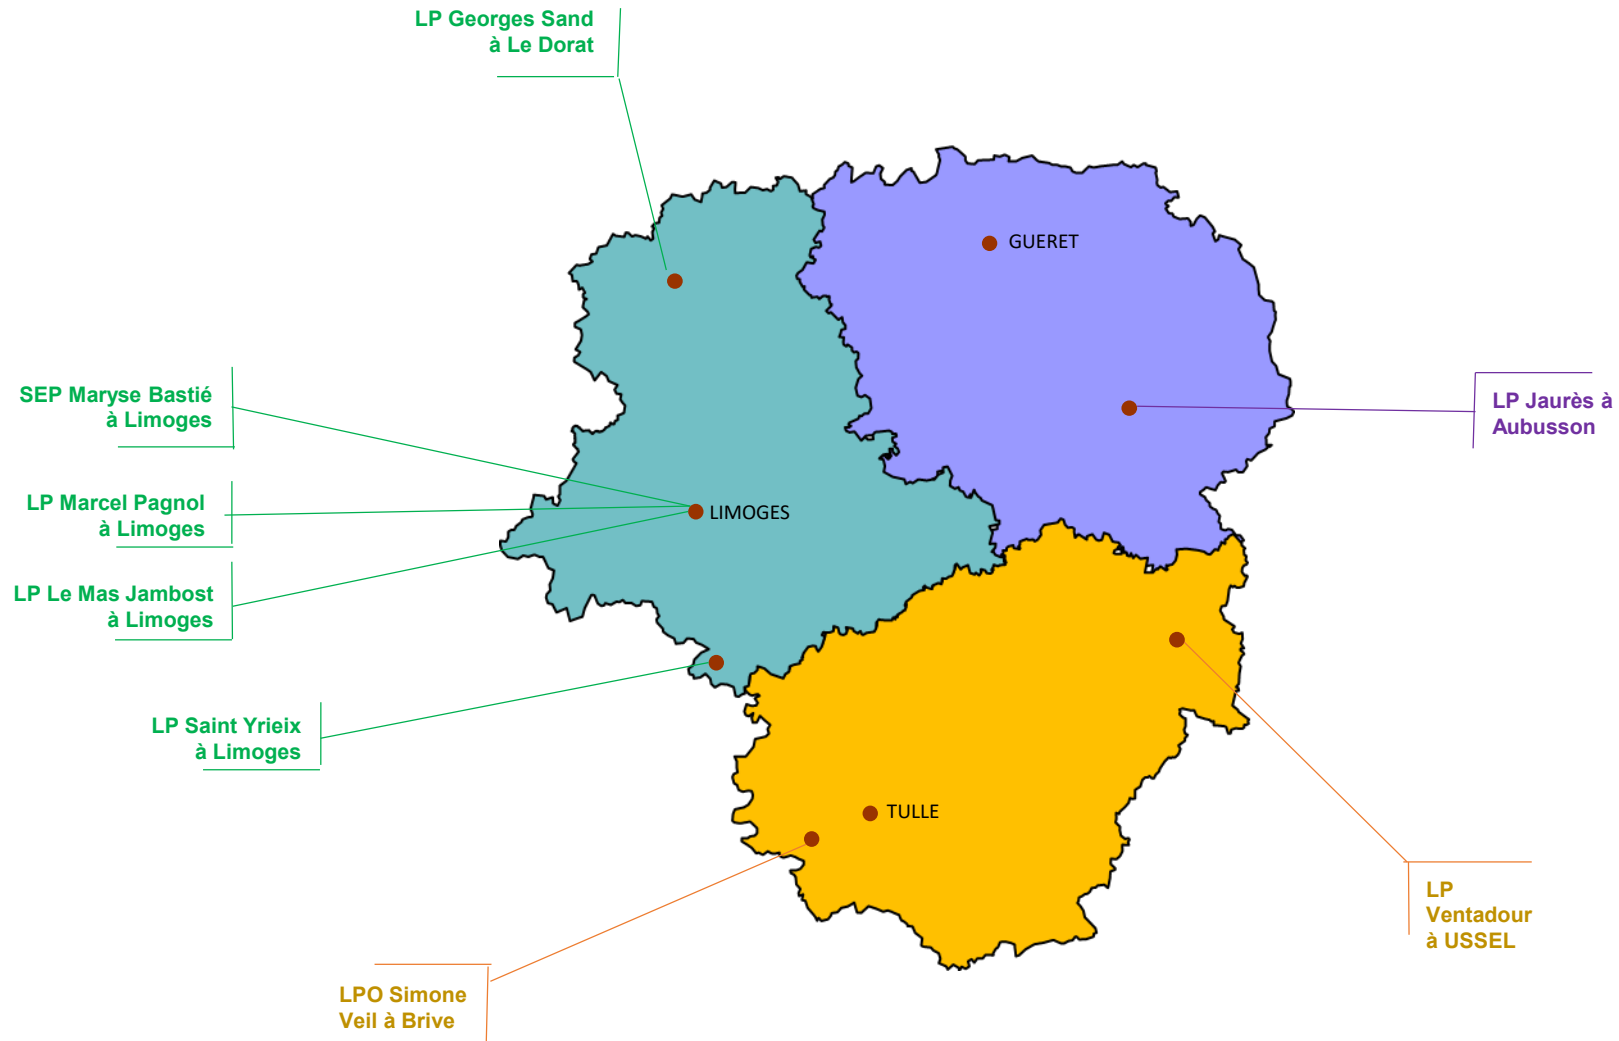 LP Georges Sand
à Le Dorat
GUERET
SEP Maryse Bastié
à Limoges
LP Jaurès à
Aubusson
LP Marcel Pagnol
à Limoges
LIMOGES
LP Le Mas Jambost
à Limoges
LP Saint Yrieix
à Limoges
TULLE
LP
Ventadour
à USSEL
LPO Simone
Veil à Brive